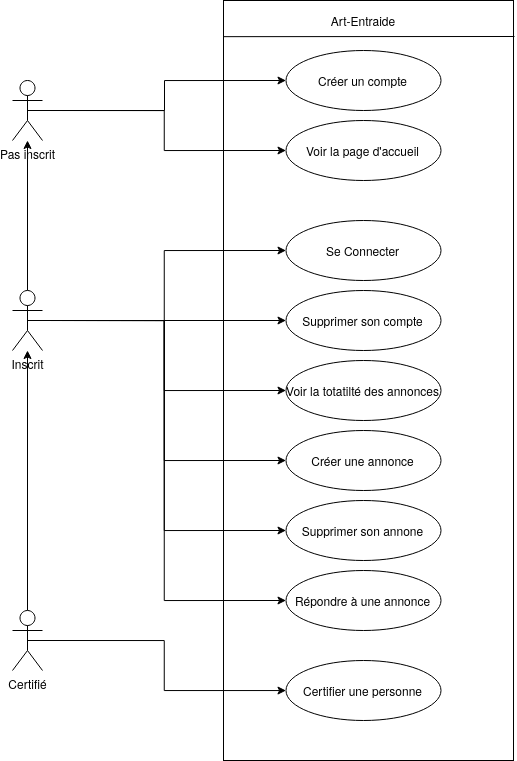 Art-Entraide
Créer un compte
Pas inscrit
Voir la page d'accueil
Se Connecter
Supprimer son compte
Inscrit
Voir la totatilté des annonces
Créer une annonce
Supprimer son annone
Répondre à une annonce
Certifié
Certifier une personne